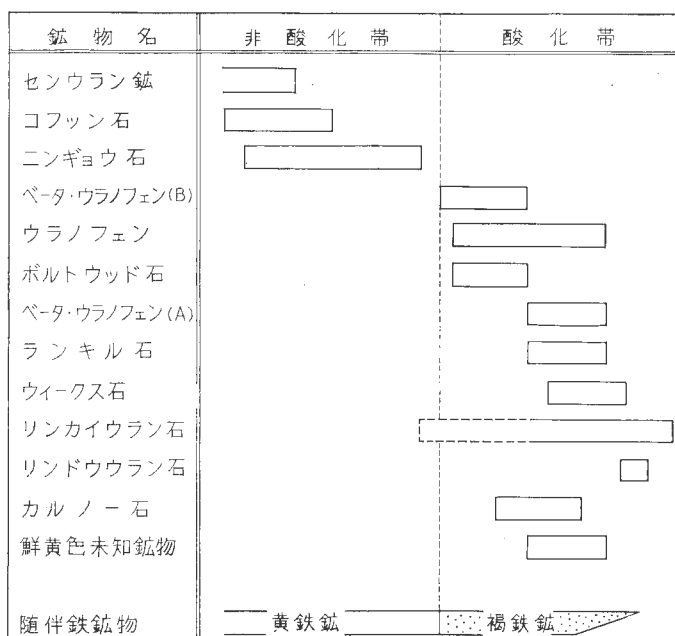 鉱物名 非酸化帯 酸化帯
センウラン鉱
コフッン石
ニンギョウ石
ベータ・ウラノフェン(B)
ウラノフェン
ボルトウッド石
ベータ・ウラノフェン(A)
ランキル石
ウィークス石
リンカイウラン石
リンドウウラン石
カルノー石
鮮黄色未知鉱物
随伴鉄鉱物 黄鉄鉱 褐鉄鉱